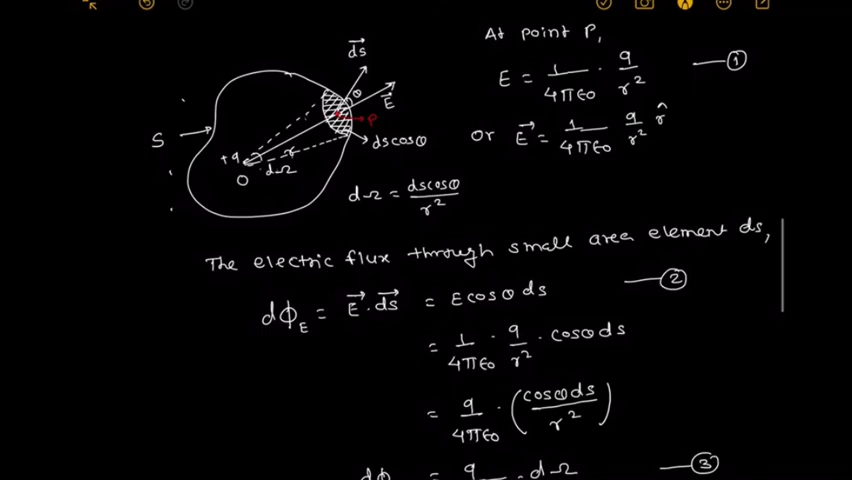 At point P,
E = 1/4πε0 · q/r² —①
or E⃗ = 1/4πε0 q/r² r̂
ds⃗
θ
E⃗
P
S
ds cosθ
+q
r
dΩ
O
dΩ = ds cosθ/r²
The electric flux through small area element ds,
dϕ_E = E⃗ · ds⃗ = E cosθ ds —②
= 1/4πε0 · q/r² · cosθ ds
= q/4πε0 · (cosθ ds/r²)
dϕ = q · dΩ —③